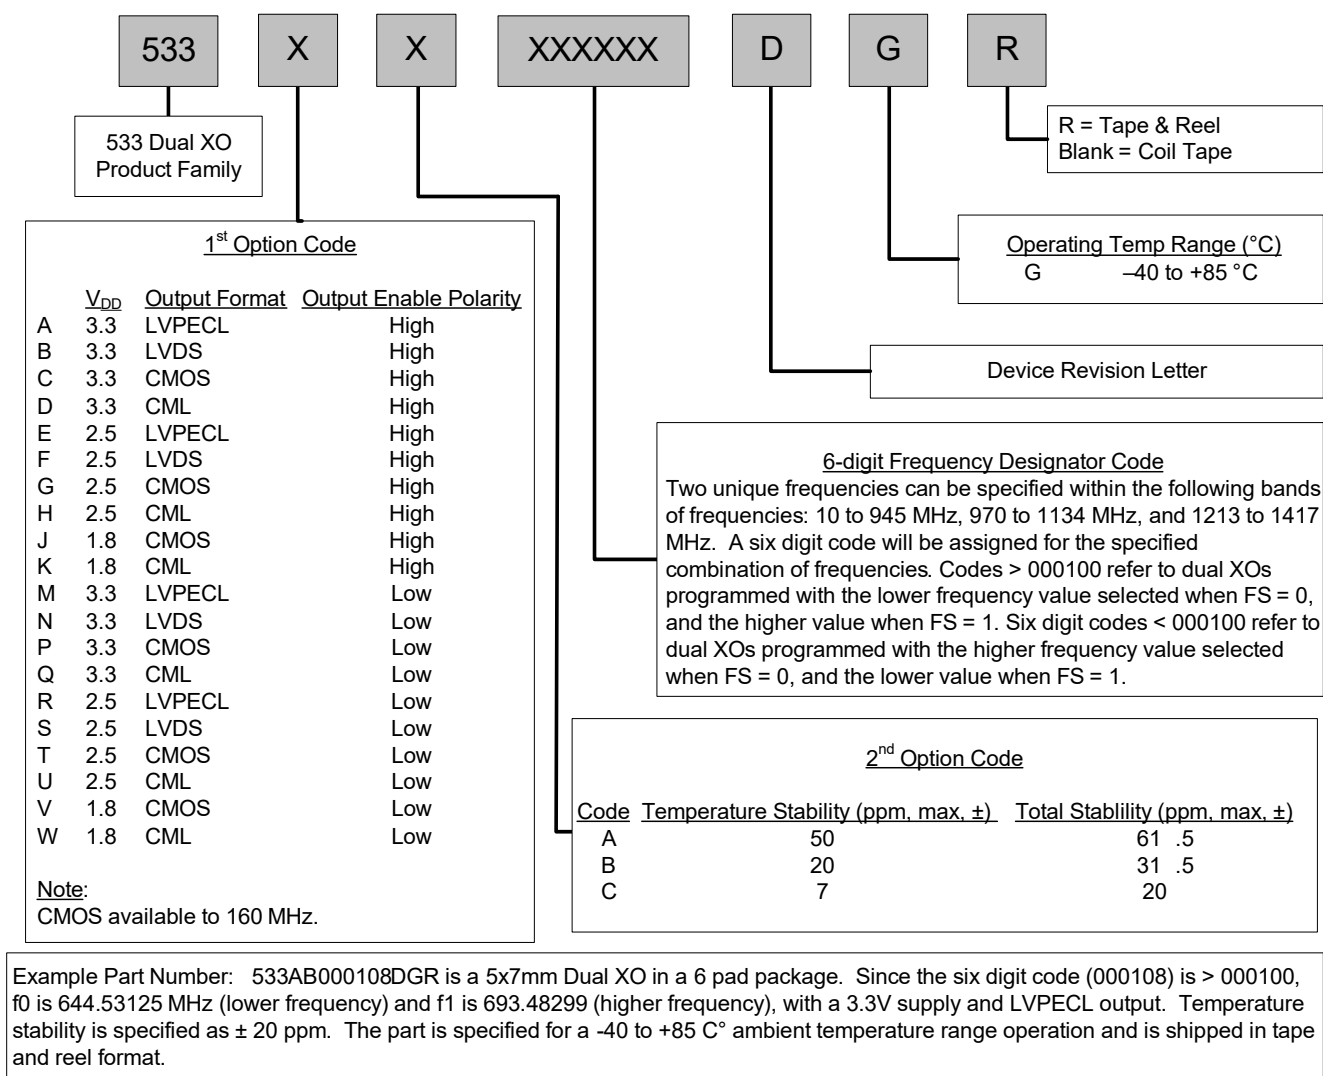 533 X X XXXXXX D G R
533 Dual XO
Product Family
R = Tape & Reel
Blank = Coil Tape
1st Option Code
VDD Output Format Output Enable Polarity
A 3.3 LVPECL High
B 3.3 LVDS High
C 3.3 CMOS High
D 3.3 CML High
E 2.5 LVPECL High
F 2.5 LVDS High
G 2.5 CMOS High
H 2.5 CML High
J 1.8 CMOS High
K 1.8 CML High
M 3.3 LVPECL Low
N 3.3 LVDS Low
P 3.3 CMOS Low
Q 3.3 CML Low
R 2.5 LVPECL Low
S 2.5 LVDS Low
T 2.5 CMOS Low
U 2.5 CML Low
V 1.8 CMOS Low
W 1.8 CML Low
Note:
CMOS available to 160 MHz.
Operating Temp Range (°C)
G –40 to +85 °C
Device Revision Letter
6-digit Frequency Designator Code
Two unique frequencies can be specified within the following bands
of frequencies: 10 to 945 MHz, 970 to 1134 MHz, and 1213 to 1417
MHz. A six digit code will be assigned for the specified
combination of frequencies. Codes > 000100 refer to dual XOs
programmed with the lower frequency value selected when FS = 0,
and the higher value when FS = 1. Six digit codes < 000100 refer to
dual XOs programmed with the higher frequency value selected
when FS = 0, and the lower value when FS = 1.
2nd Option Code
Code Temperature Stability (ppm, max, ±) Total Stablility (ppm, max, ±)
A 50 61 .5
B 20 31 .5
C 7 20
Example Part Number: 533AB000108DGR is a 5x7mm Dual XO in a 6 pad package. Since the six digit code (000108) is > 000100,
f0 is 644.53125 MHz (lower frequency) and f1 is 693.48299 (higher frequency), with a 3.3V supply and LVPECL output. Temperature
stability is specified as ± 20 ppm. The part is specified for a -40 to +85 C° ambient temperature range operation and is shipped in tape
and reel format.